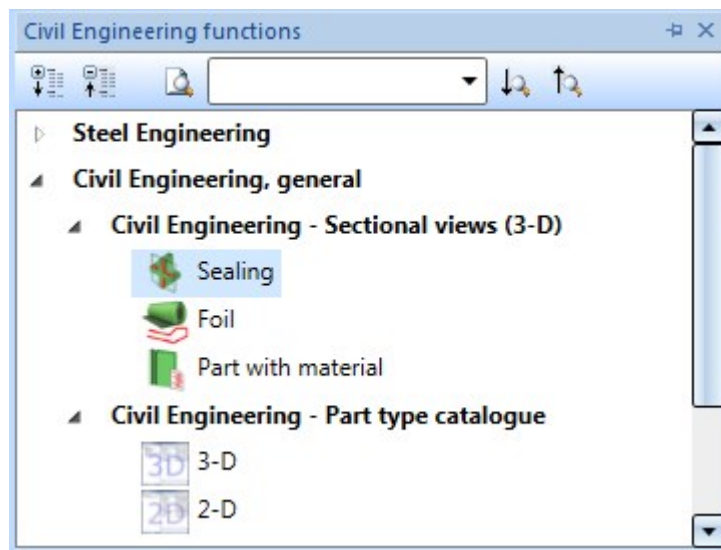 Civil Engineering functions
Steel Engineering
Civil Engineering, general
Civil Engineering - Sectional views (3-D)
Sealing
Foil
Part with material
Civil Engineering - Part type catalogue
3D 3-D
2D 2-D